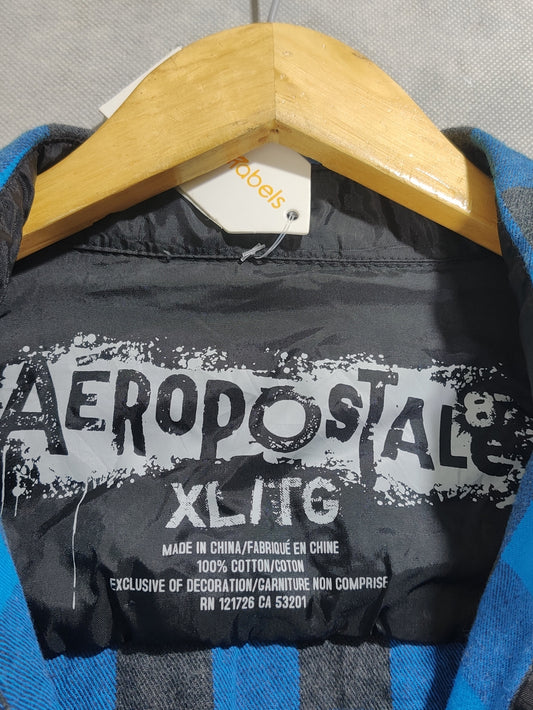 Fabels
AÉROPOSTALE
87
XL/TG
MADE IN CHINA/FABRIQUÉ EN CHINE
100% COTTON/COTON
EXCLUSIVE OF DECORATION/GARNITURE NON COMPRISE
RN 121726 CA 53201